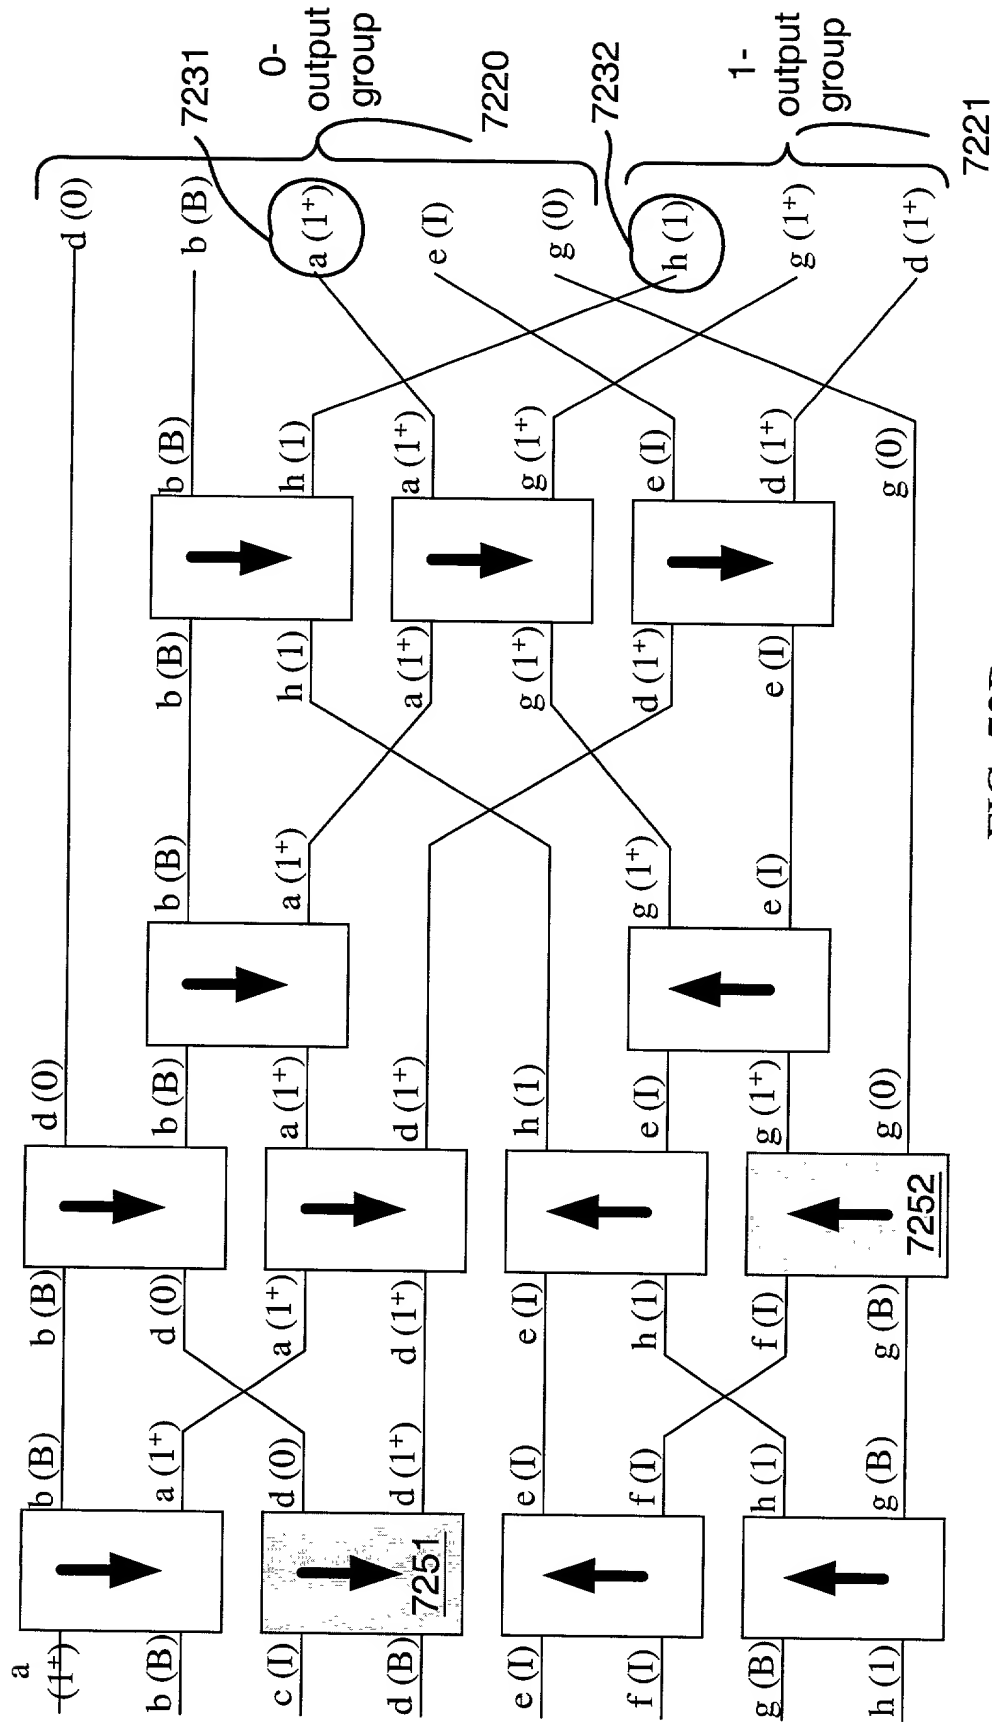 a
(1+)
b (B)
c (I)
d (B)
e (I)
f (I)
g (B)
h (1)
7251
b (B)
a (1+)
d (0)
d (1+)
e (I)
f (I)
h (1)
g (B)
b (B)
d (0)
a (1+)
d (1+)
e (I)
h (1)
f (I)
g (B)
7252
d (0)
b (B)
a (1+)
d (1+)
h (1)
e (I)
g (1+)
g (0)
b (B)
a (1+)
g (1+)
e (I)
b (B)
h (1)
a (1+)
g (1+)
d (1+)
e (I)
b (B)
h (1)
a (1+)
g (1+)
e (I)
d (1+)
g (0)
d (0)
b (B)
a (1+)
e (I)
g (0)
h (1)
g (1+)
d (1+)
7231
0-
output
group
7220
7232
1-
output
group
7221